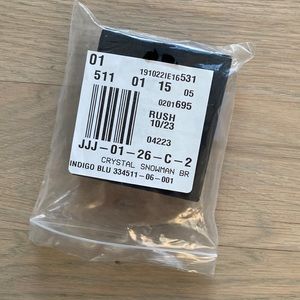 01
191022IE16531
511 01 15 05
0201695
RUSH
10/23
04223
JJJ-01-26-C-2
CRYSTAL SNOWMAN BR
INDIGO BLU 334511-06-001